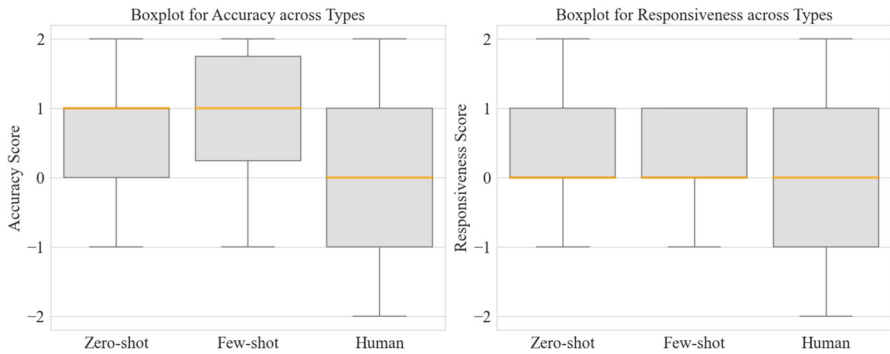 Boxplot for Accuracy across Types
Accuracy Score
2
1
0
−1
−2
Zero-shot Few-shot Human
Boxplot for Responsiveness across Types
Responsiveness Score
2
1
0
−1
−2
Zero-shot Few-shot Human